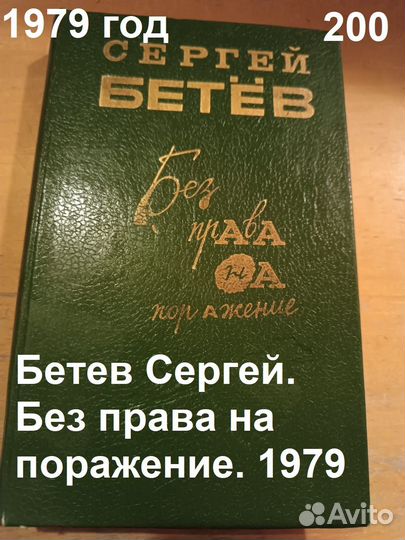 1979 год 200
СЕРГЕЙ
БЕТЁВ
Без
прАвА
нА
порАжение
Бетев Сергей.
Без права на
поражение. 1979
Avito